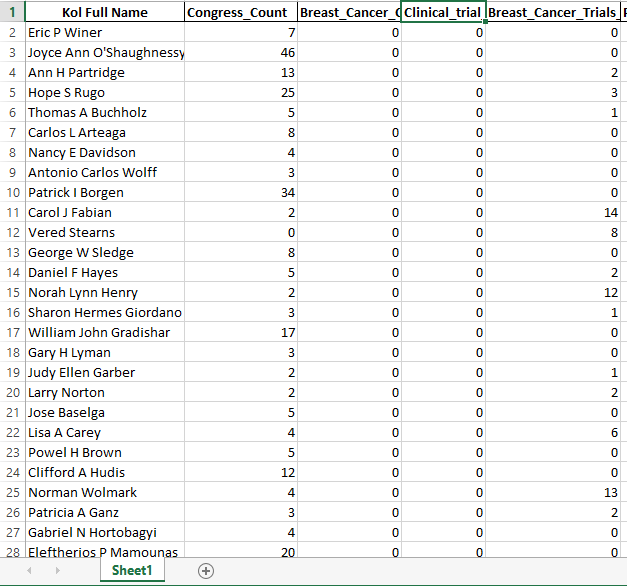 1 Kol Full Name Congress_Count Breast_Cancer_C Clinical_trial Breast_Cancer_Trials_
2 Eric P Winer 7 0 0 0
3 Joyce Ann O'Shaughnessy 46 0 0 0
4 Ann H Partridge 13 0 0 2
5 Hope S Rugo 25 0 0 3
6 Thomas A Buchholz 5 0 0 1
7 Carlos L Arteaga 8 0 0 0
8 Nancy E Davidson 4 0 0 0
9 Antonio Carlos Wolff 3 0 0 0
10 Patrick I Borgen 34 0 0 0
11 Carol J Fabian 2 0 0 14
12 Vered Stearns 0 0 0 8
13 George W Sledge 8 0 0 0
14 Daniel F Hayes 5 0 0 2
15 Norah Lynn Henry 2 0 0 12
16 Sharon Hermes Giordano 3 0 0 1
17 William John Gradishar 17 0 0 0
18 Gary H Lyman 3 0 0 0
19 Judy Ellen Garber 2 0 0 1
20 Larry Norton 2 0 0 2
21 Jose Baselga 5 0 0 0
22 Lisa A Carey 4 0 0 6
23 Powel H Brown 5 0 0 0
24 Clifford A Hudis 12 0 0 0
25 Norman Wolmark 4 0 0 13
26 Patricia A Ganz 3 0 0 2
27 Gabriel N Hortobagyi 4 0 0 0
28 Eleftherios P Mamounas 20 0 0 0
Sheet1